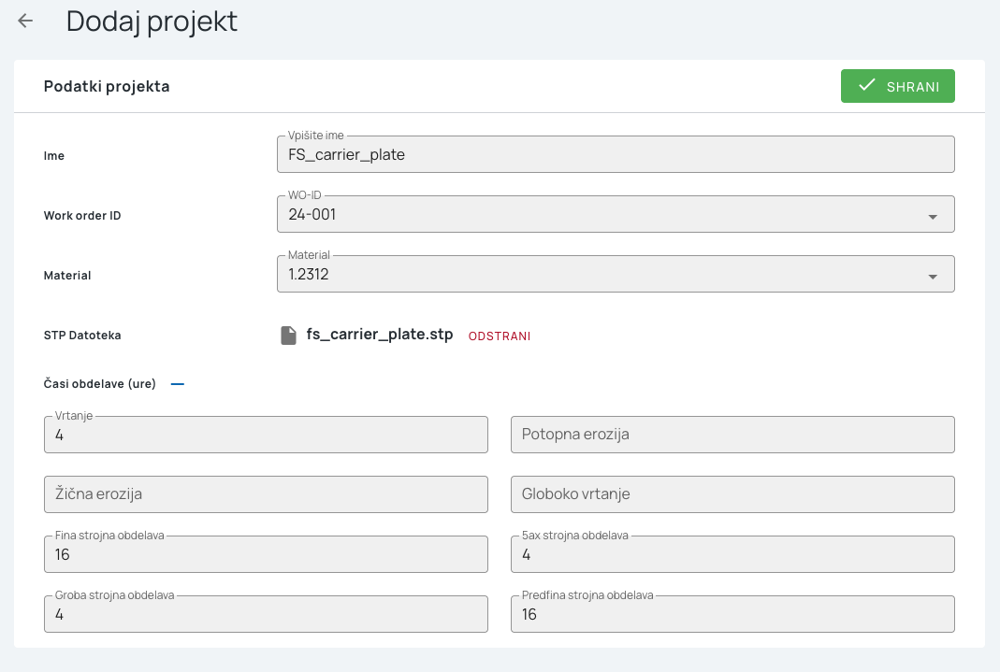 Dodaj projekt
Podatki projekta
SHRANI
Ime
Vpišite ime
FS_carrier_plate
Work order ID
WO-ID
24-001
Material
Material
1.2312
STP Datoteka
fs_carrier_plate.stp
ODSTRANI
Časi obdelave (ure)
Vrtanje
4
Potopna erozija
Žična erozija
Globoko vrtanje
Fina strojna obdelava
16
5ax strojna obdelava
4
Groba strojna obdelava
4
Predfina strojna obdelava
16